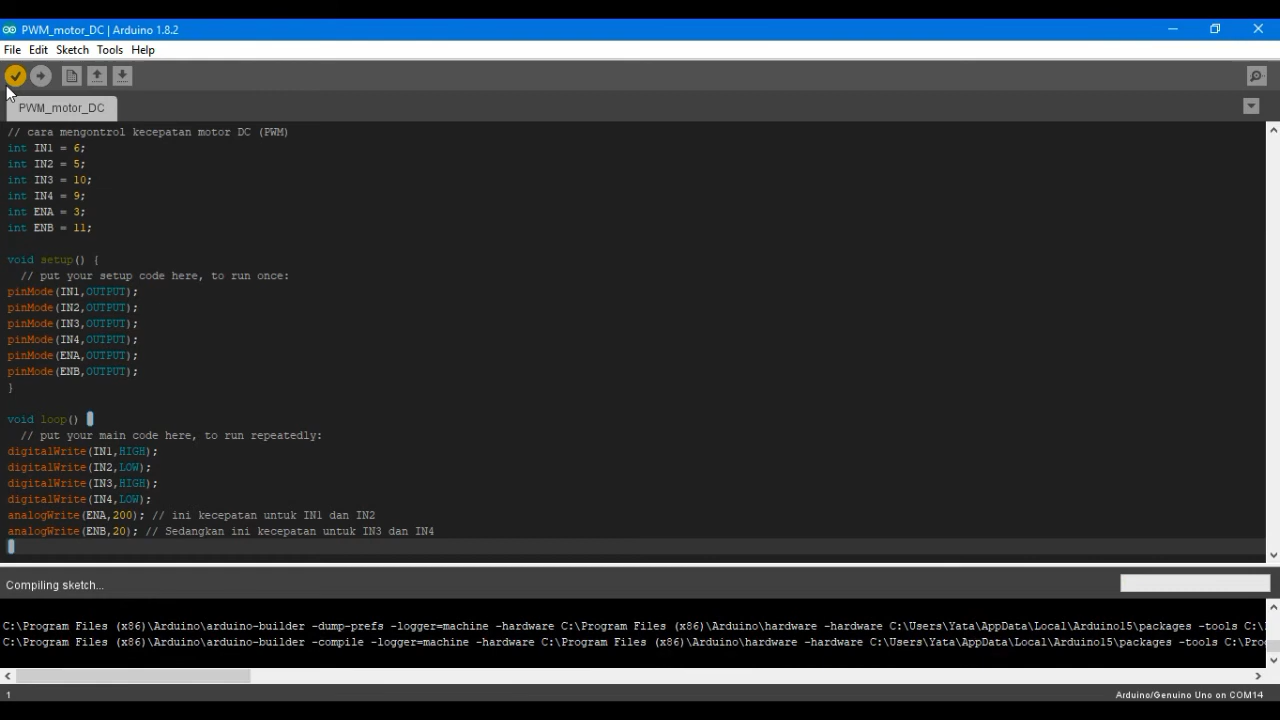 PWM_motor_DC | Arduino 1.8.2
File Edit Sketch Tools Help
PWM_motor_DC
// cara mengontrol kecepatan motor DC (PWM)
int IN1 = 6;
int IN2 = 5;
int IN3 = 10;
int IN4 = 9;
int ENA = 3;
int ENB = 11;
void setup() {
// put your setup code here, to run once:
pinMode(IN1,OUTPUT);
pinMode(IN2,OUTPUT);
pinMode(IN3,OUTPUT);
pinMode(IN4,OUTPUT);
pinMode(ENA,OUTPUT);
pinMode(ENB,OUTPUT);
}
void loop()
// put your main code here, to run repeatedly:
digitalWrite(IN1,HIGH);
digitalWrite(IN2,LOW);
digitalWrite(IN3,HIGH);
digitalWrite(IN4,LOW);
analogWrite(ENA,200); // ini kecepatan untuk IN1 dan IN2
analogWrite(ENB,20); // Sedangkan ini kecepatan untuk IN3 dan IN4
Compiling sketch...
C:\Program Files (x86)\Arduino\arduino-builder -dump-prefs -logger=machine -hardware C:\Program Files (x86)\Arduino\hardware -hardware C:\Users\Yata\AppData\Local\Arduino15\packages -tools C:\
C:\Program Files (x86)\Arduino\arduino-builder -compile -logger=machine -hardware C:\Program Files (x86)\Arduino\hardware -hardware C:\Users\Yata\AppData\Local\Arduino15\packages -tools C:\Pro
1 Arduino/Genuino Uno on COM14